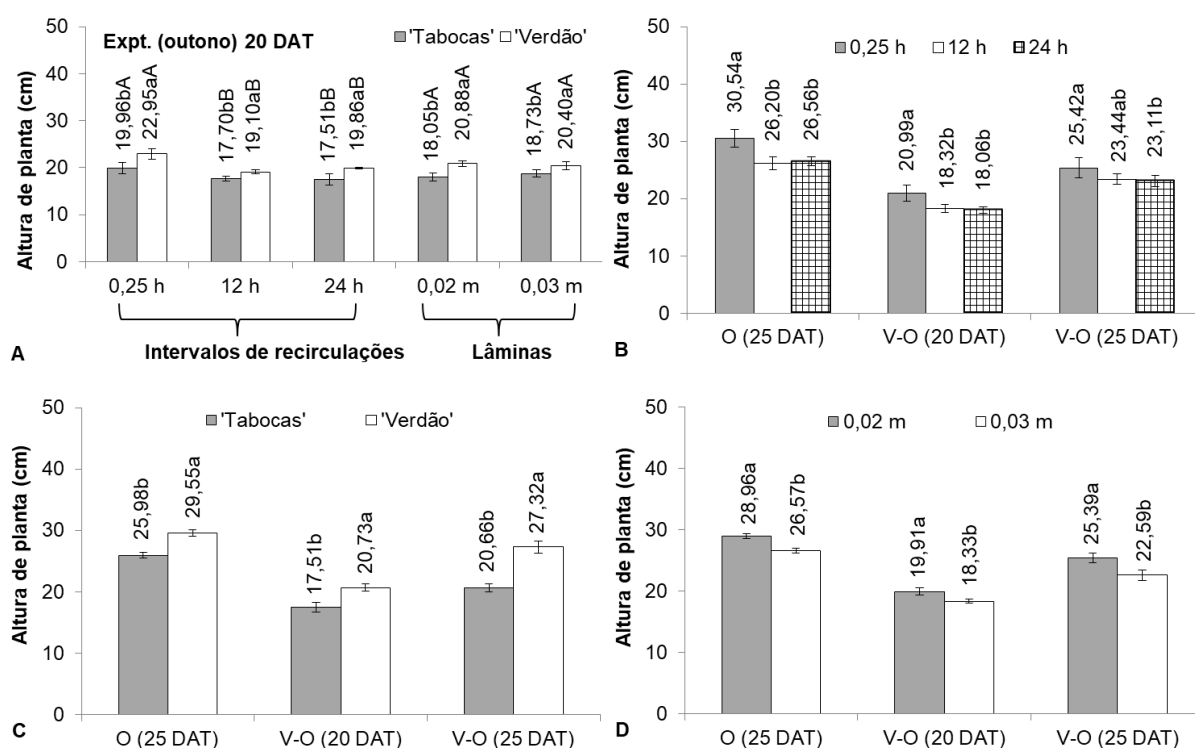 Altura de planta (cm)
50
40
30
20
10
0
Expt. (outono) 20 DAT
'Tabocas' 'Verdão'
19,96bA 22,95aA 17,70bB 19,10aB 17,51bB 19,86aB 18,05bA 20,88aA 18,73bA 20,40aA
0,25 h 12 h 24 h 0,02 m 0,03 m
Intervalos de recirculações Lâminas
A
Altura de planta (cm)
50
40
30
20
10
0
0,25 h 12 h 24 h
30,54a 26,20b 26,56b 20,99a 18,32b 18,06b 25,42a 23,44ab 23,11b
O (25 DAT) V-O (20 DAT) V-O (25 DAT)
B
Altura de planta (cm)
50
40
30
20
10
0
'Tabocas' 'Verdão'
25,98b 29,55a 17,51b 20,73a 20,66b 27,32a
O (25 DAT) V-O (20 DAT) V-O (25 DAT)
C
Altura de planta (cm)
50
40
30
20
10
0
0,02 m 0,03 m
28,96a 26,57b 19,91a 18,33b 25,39a 22,59b
O (25 DAT) V-O (20 DAT) V-O (25 DAT)
D